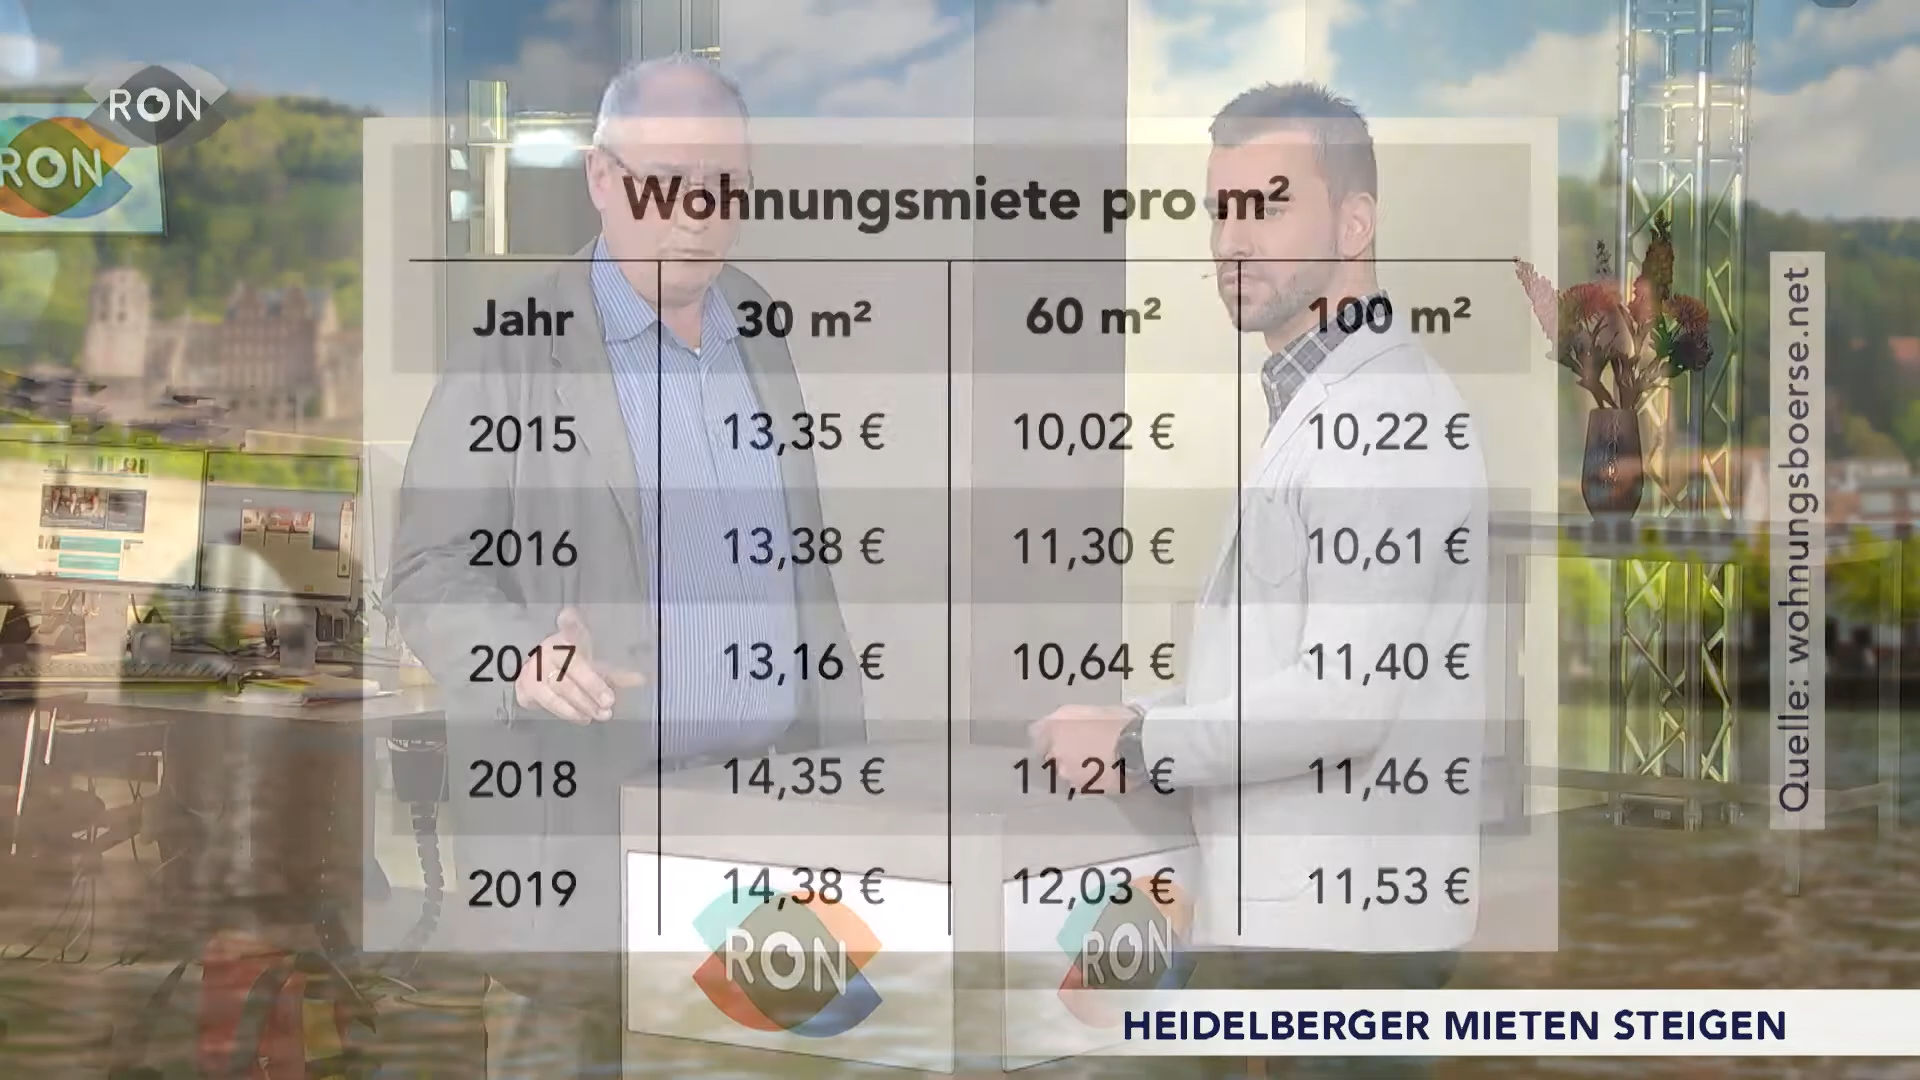 RON
RON
Wohnungsmiete pro m²
Jahr 30 m² 60 m² 100 m²
2015 13,35 € 10,02 € 10,22 €
2016 13,38 € 11,30 € 10,61 €
2017 13,16 € 10,64 € 11,40 €
2018 14,35 € 11,21 € 11,46 €
2019 14,38 € 12,03 € 11,53 €
Quelle: wohnungsboerse.net
RON
RON
HEIDELBERGER MIETEN STEIGEN